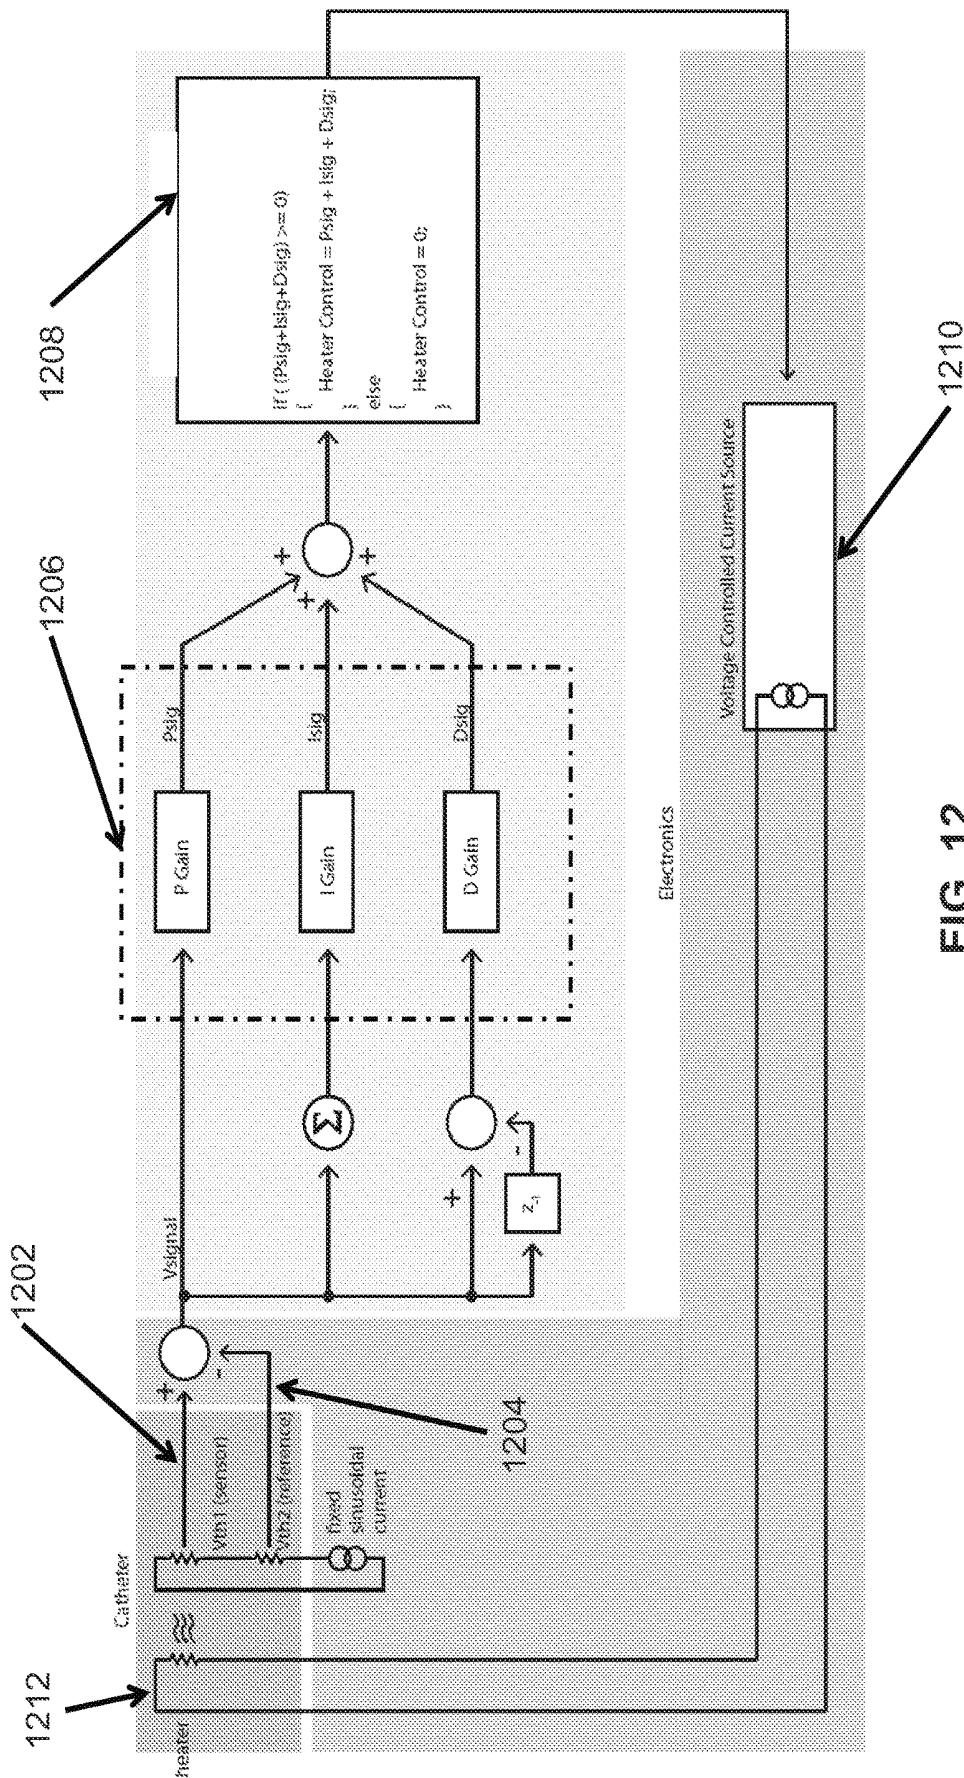 1212
heater
Catheter
Vth1 (sensor)
Vth2 (reference)
fixed
sinusoidal
current
1202
1204
+
-
Vsignal
Σ
+
-
Z-1
1206
P Gain
I Gain
D Gain
Psig
Isig
Dsig
+
+
+
1208
if ( (Psig+Isig+Dsig) >= 0)
{
Heater Control = Psig + Isig + Dsig;
}
else
{
Heater Control = 0;
}
Electronics
Voltage Controlled Current Source
1210
FIG. 12